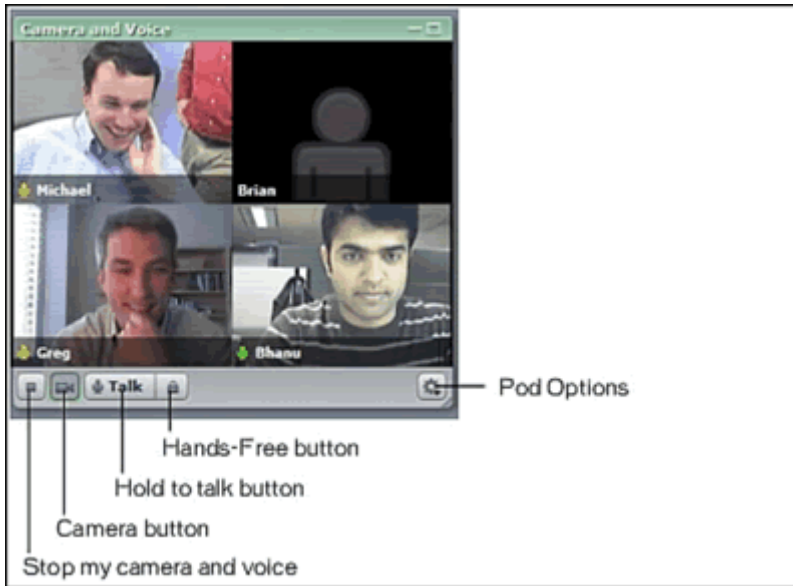 Camera and Voice
Michael
Brian
Greg
Bhanu
Talk
Pod Options
Hands-Free button
Hold to talk button
Camera button
Stop my camera and voice